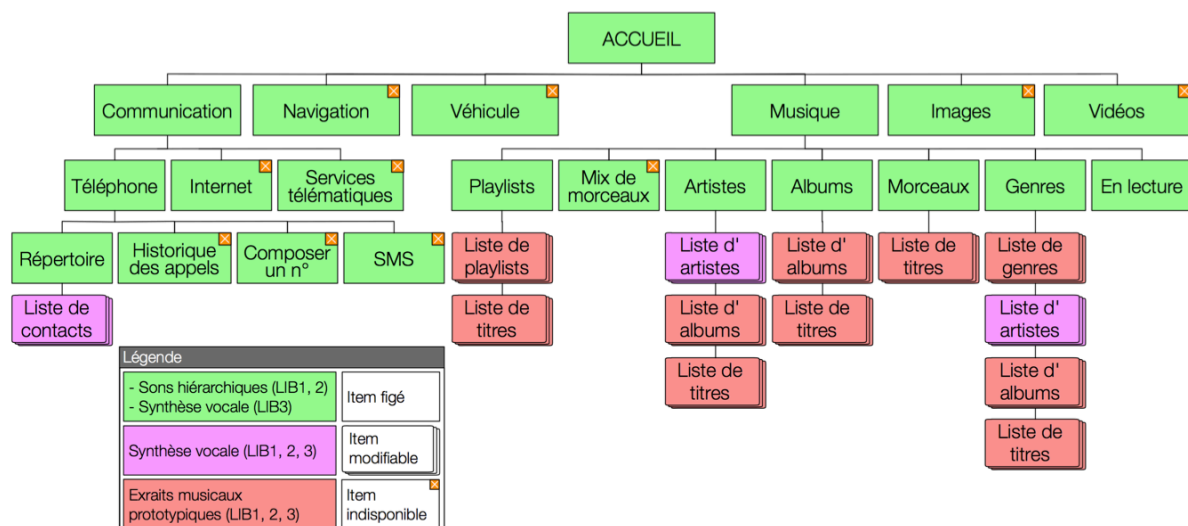 ACCUEIL
Communication
Navigation
Véhicule
Musique
Images
Vidéos
Téléphone
Internet
Services
télématiques
Playlists
Mix de
morceaux
Artistes
Albums
Morceaux
Genres
En lecture
Répertoire
Historique
des appels
Composer
un n°
SMS
Liste de
playlists
Liste d'
artistes
Liste d'
albums
Liste de
titres
Liste de
genres
Liste de
contacts
Liste de
titres
Liste d'
albums
Liste de
titres
Liste d'
artistes
Liste de
titres
Liste d'
albums
Liste de
titres
Légende
- Sons hiérarchiques (LIB1, 2)
- Synthèse vocale (LIB3)
Item figé
Synthèse vocale (LIB1, 2, 3)
Item
modifiable
Exraits musicaux
prototypiques (LIB1, 2, 3)
Item
indisponible